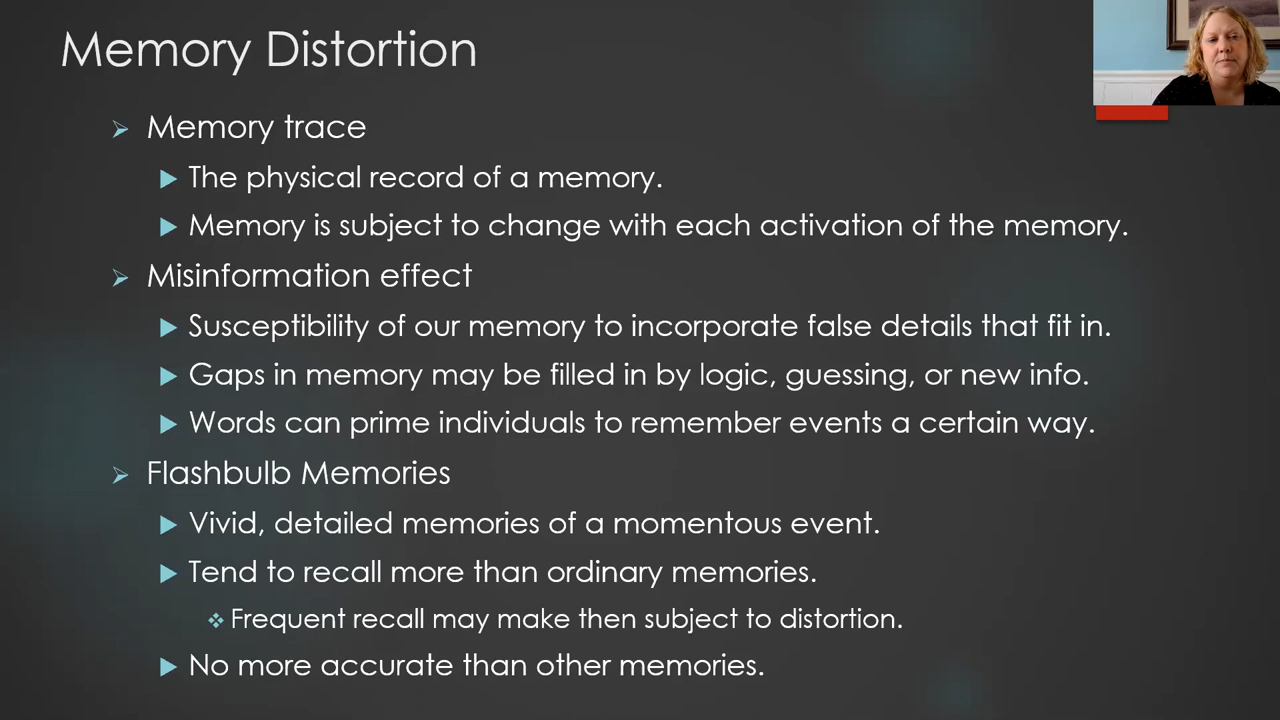 Memory Distortion
Memory trace
The physical record of a memory.
Memory is subject to change with each activation of the memory.
Misinformation effect
Susceptibility of our memory to incorporate false details that fit in.
Gaps in memory may be filled in by logic, guessing, or new info.
Words can prime individuals to remember events a certain way.
Flashbulb Memories
Vivid, detailed memories of a momentous event.
Tend to recall more than ordinary memories.
Frequent recall may make then subject to distortion.
No more accurate than other memories.